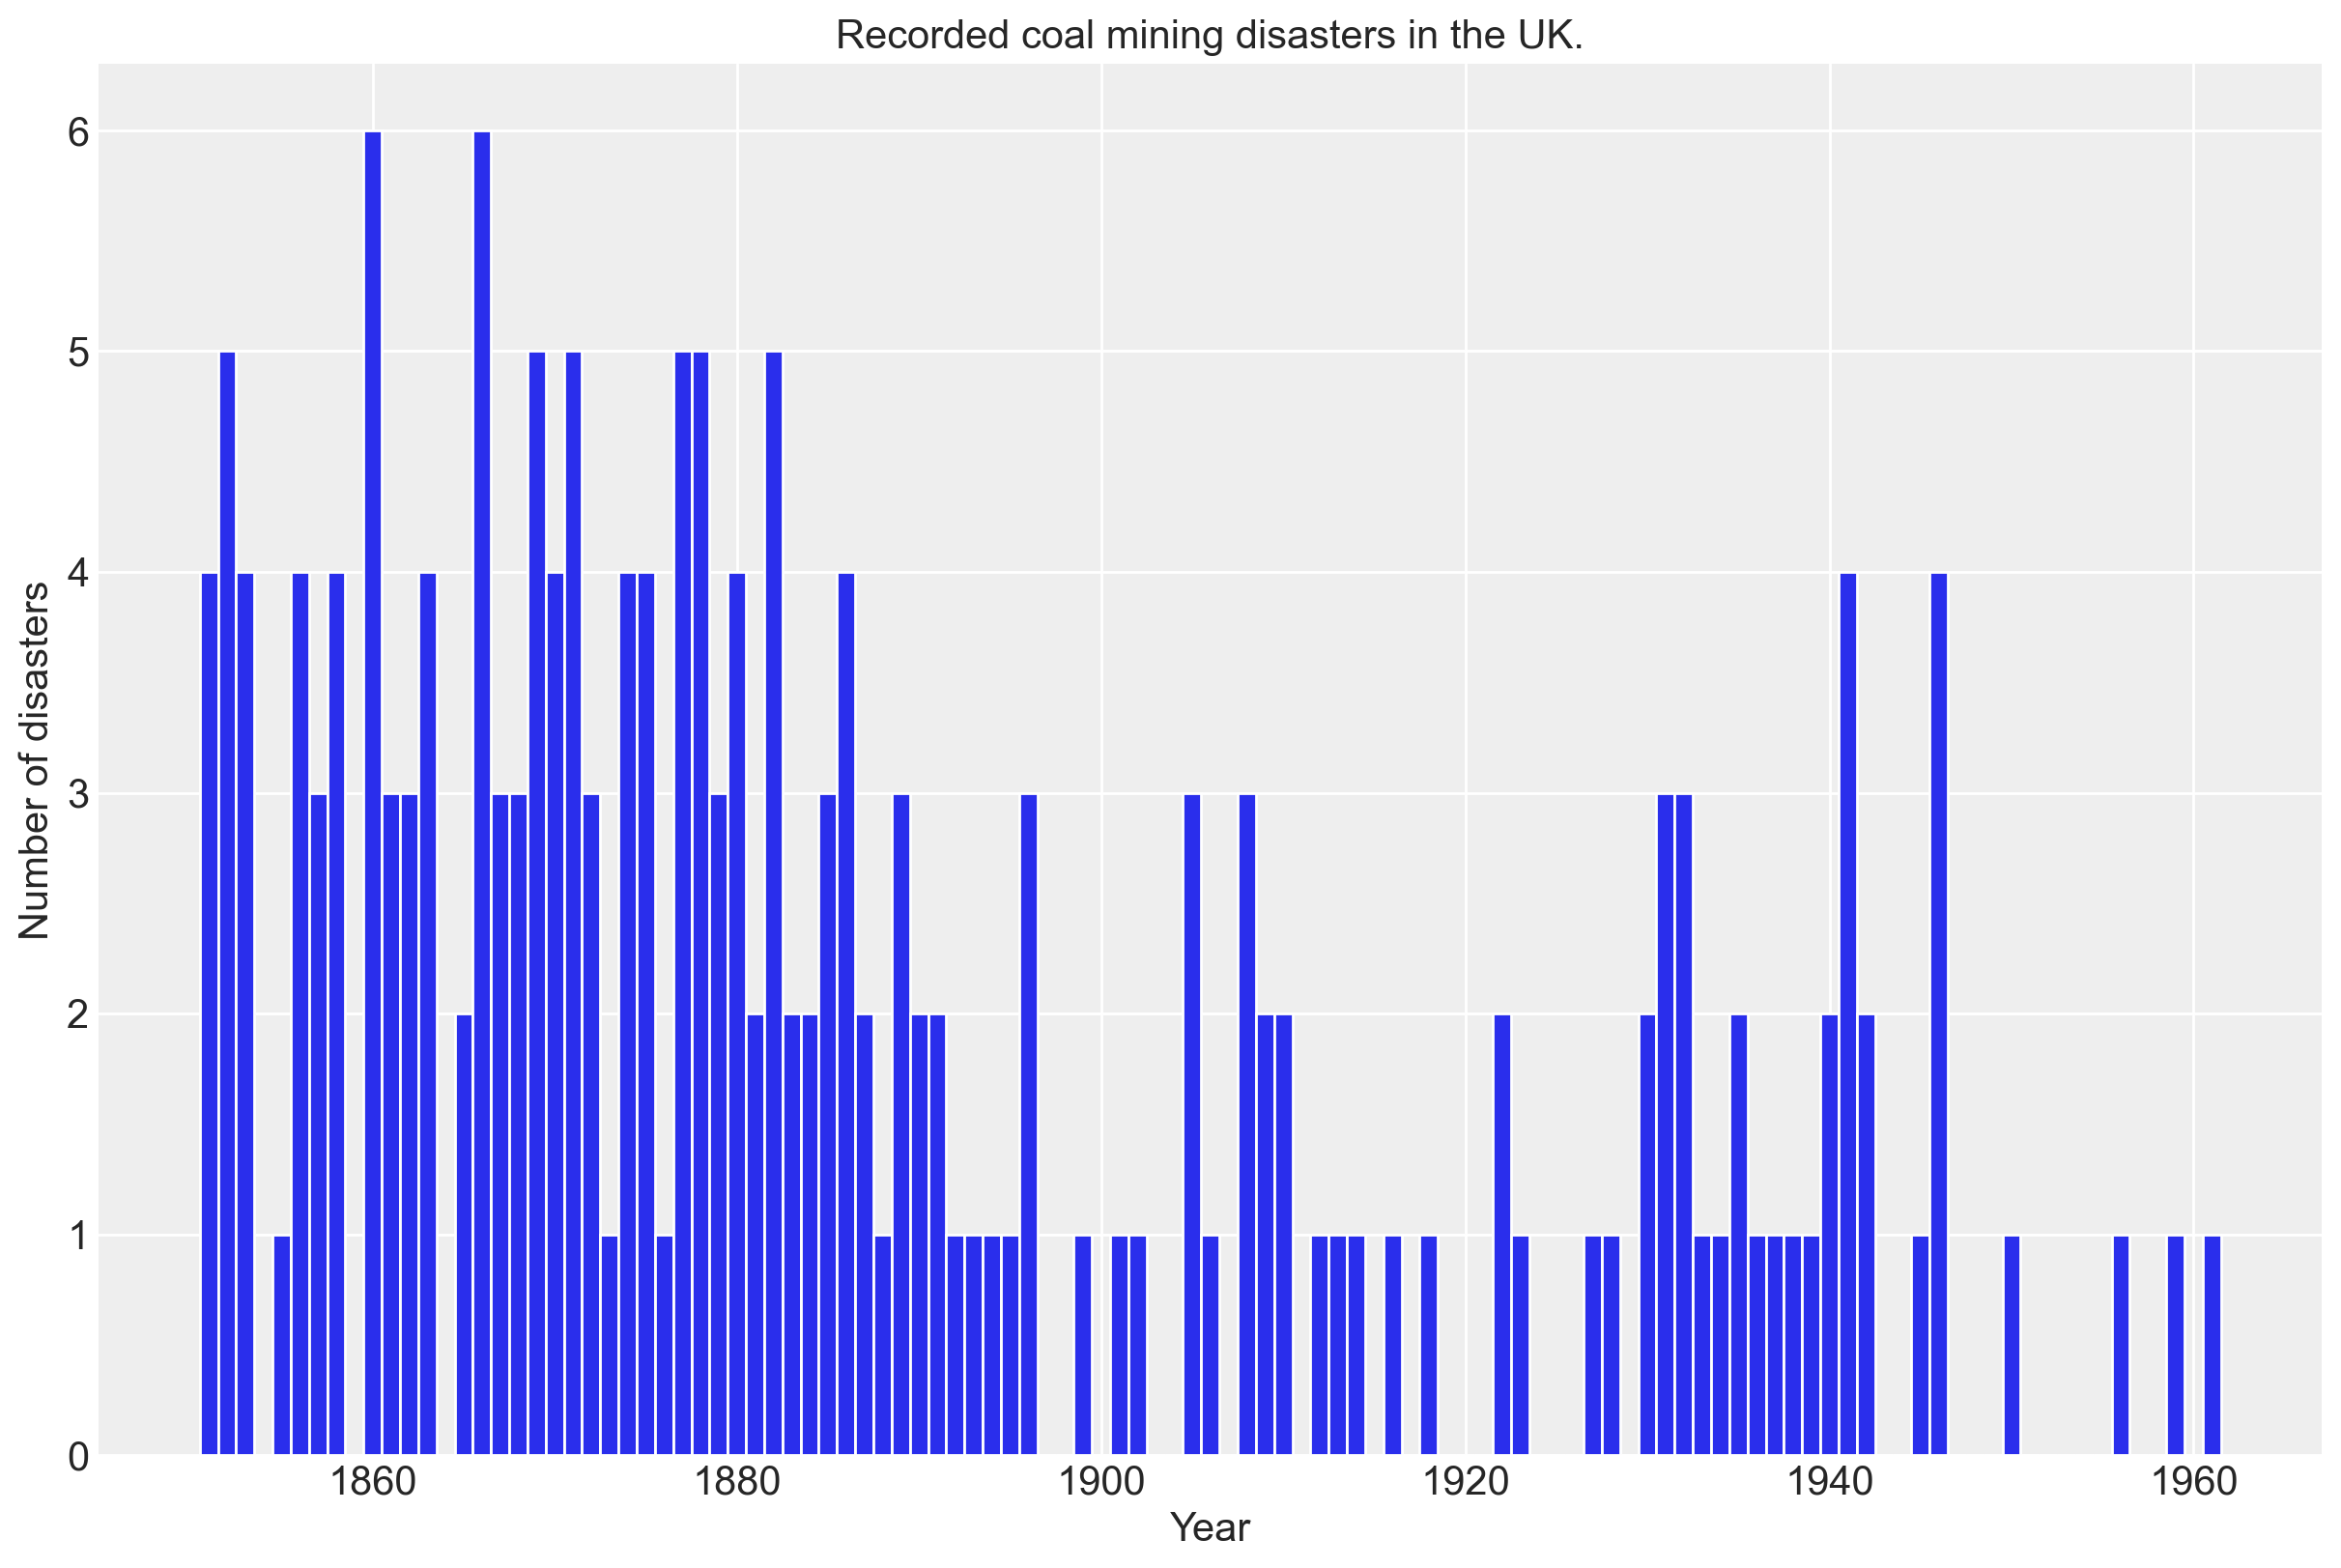 Recorded coal mining disasters in the UK.
Number of disasters
6
5
4
3
2
1
0
1860 1880 1900 1920 1940 1960
Year